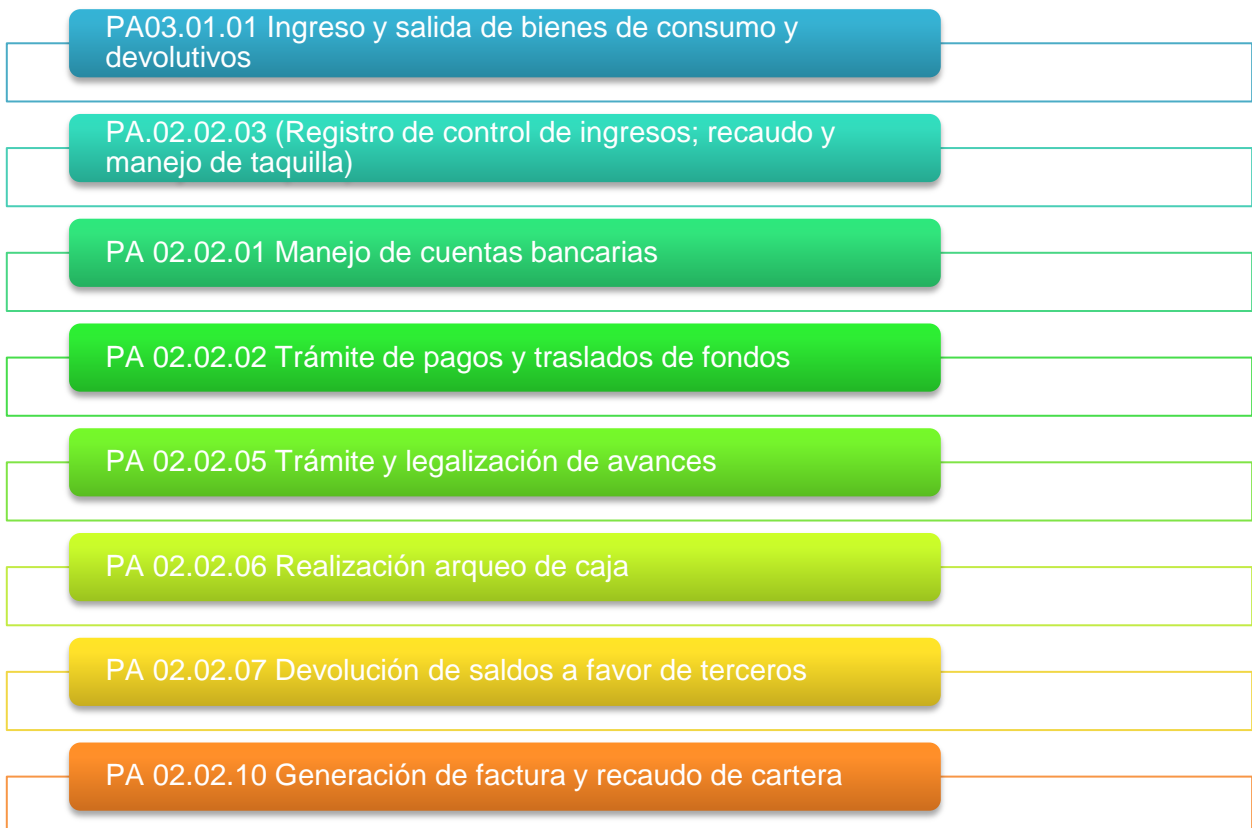 PA03.01.01 Ingreso y salida de bienes de consumo y
devolutivos
PA.02.02.03 (Registro de control de ingresos; recaudo y
manejo de taquilla)
PA 02.02.01 Manejo de cuentas bancarias
PA 02.02.02 Trámite de pagos y traslados de fondos
PA 02.02.05 Trámite y legalización de avances
PA 02.02.06 Realización arqueo de caja
PA 02.02.07 Devolución de saldos a favor de terceros
PA 02.02.10 Generación de factura y recaudo de cartera